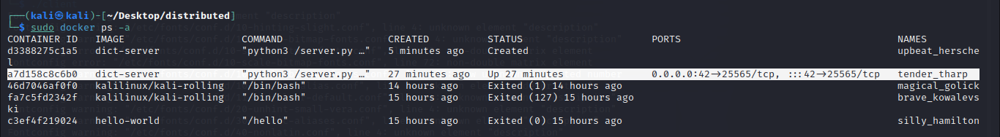 ┌──(kali㉿kali)-[~/Desktop/distributed]
└─$ sudo docker ps -a
CONTAINER ID   IMAGE                    COMMAND                  CREATED          STATUS                      PORTS                                     NAMES
d3388275c1a5   dict-server              "python3 /server.py …"   5 minutes ago    Created                                                               upbeat_hersche
l
a7d158c8c6b0   dict-server              "python3 /server.py …"   27 minutes ago   Up 27 minutes               0.0.0.0:42->25565/tcp, :::42->25565/tcp   tender_tharp
46d7046af0f0   kalilinux/kali-rolling   "/bin/bash"              14 hours ago     Exited (1) 14 hours ago                                               magical_golick
fa7c5fd2342f   kalilinux/kali-rolling   "/bin/bash"              15 hours ago     Exited (127) 15 hours ago                                             brave_kowalevs
ki
c3ef4f219024   hello-world              "/hello"                 15 hours ago     Exited (0) 15 hours ago                                               silly_hamilton